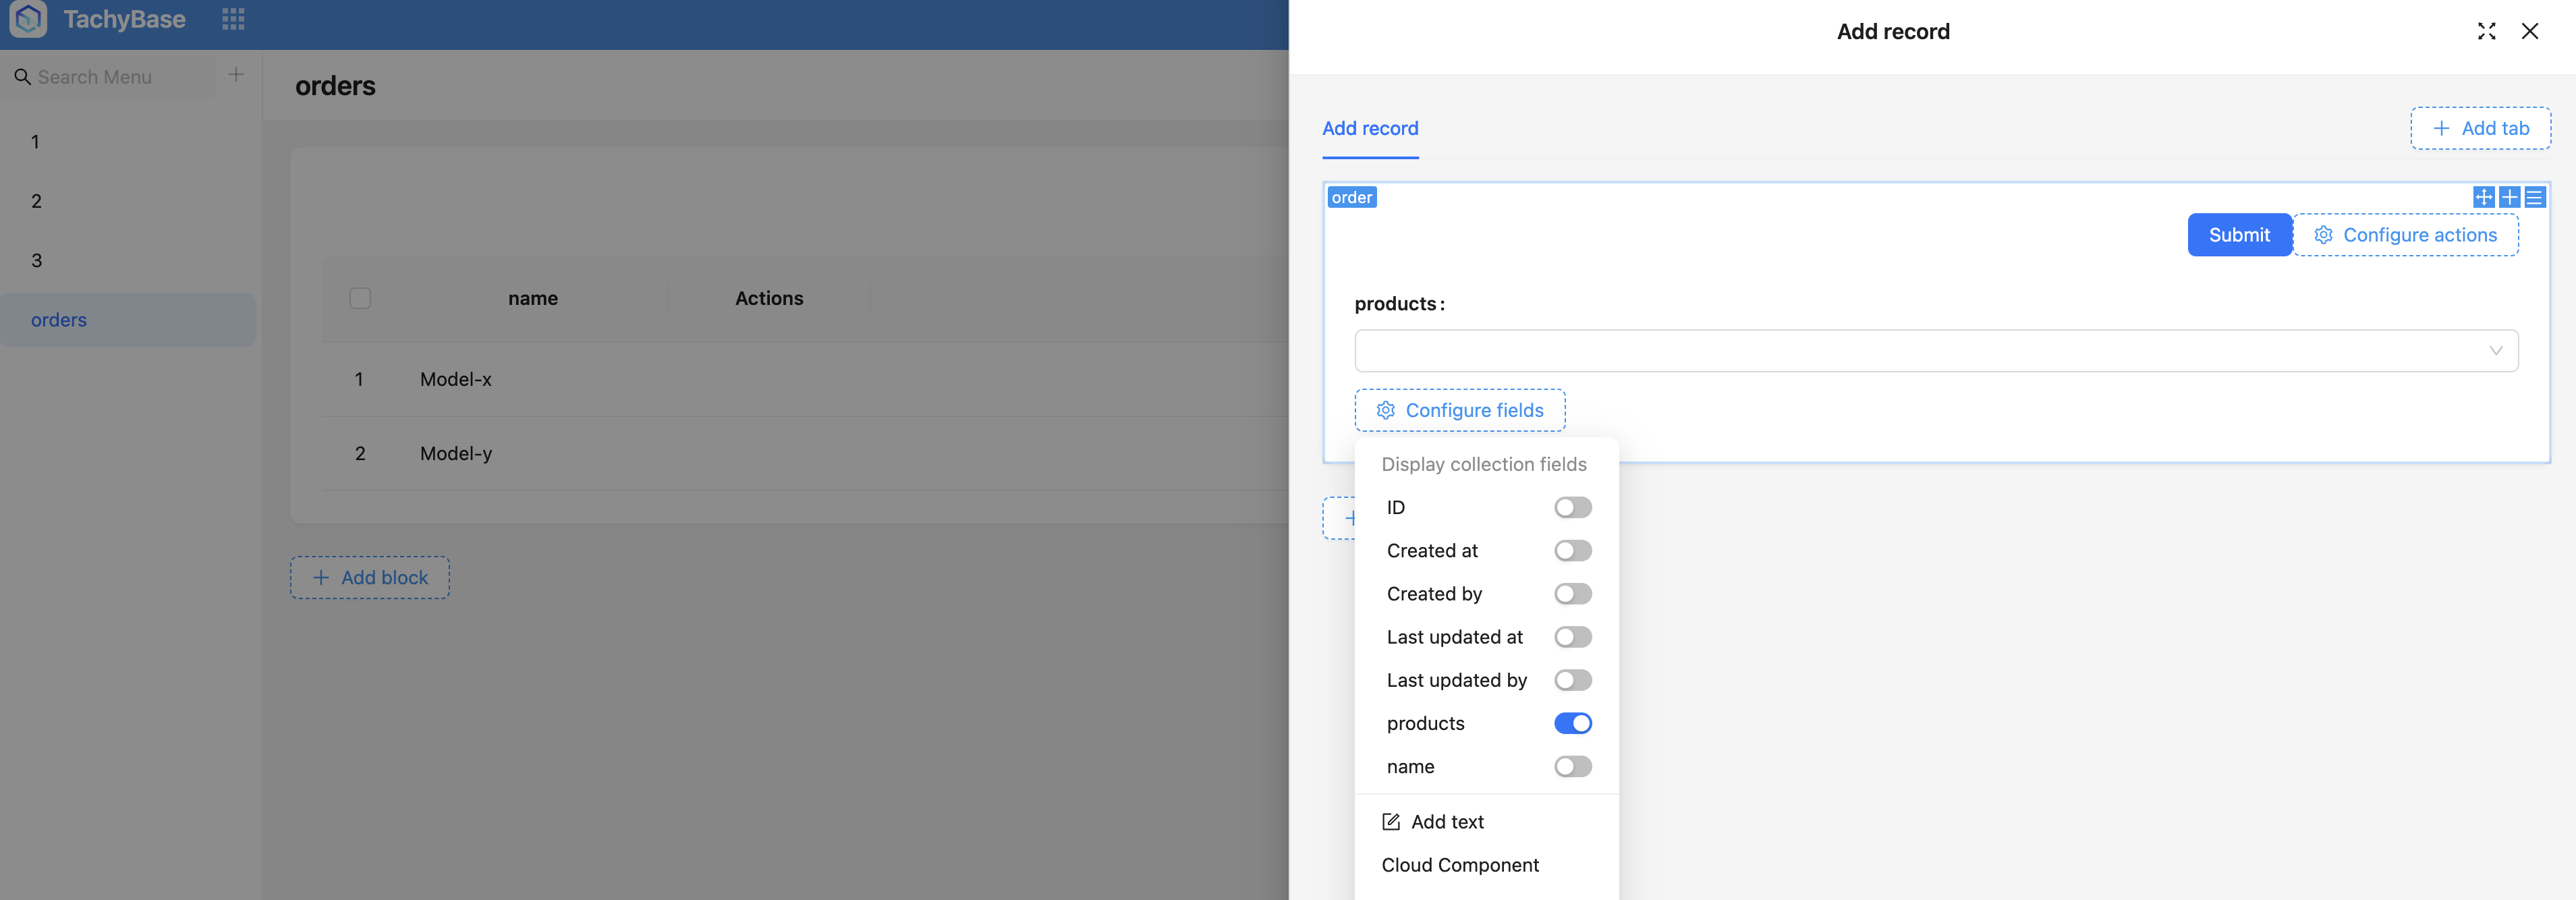 TachyBase
Search Menu
1
2
3
orders
orders
name Actions
1 Model-x
2 Model-y
Add block
Add record
Add record
Add tab
order
Submit
Configure actions
products :
Configure fields
Display collection fields
ID
Created at
Created by
Last updated at
Last updated by
products
name
Add text
Cloud Component